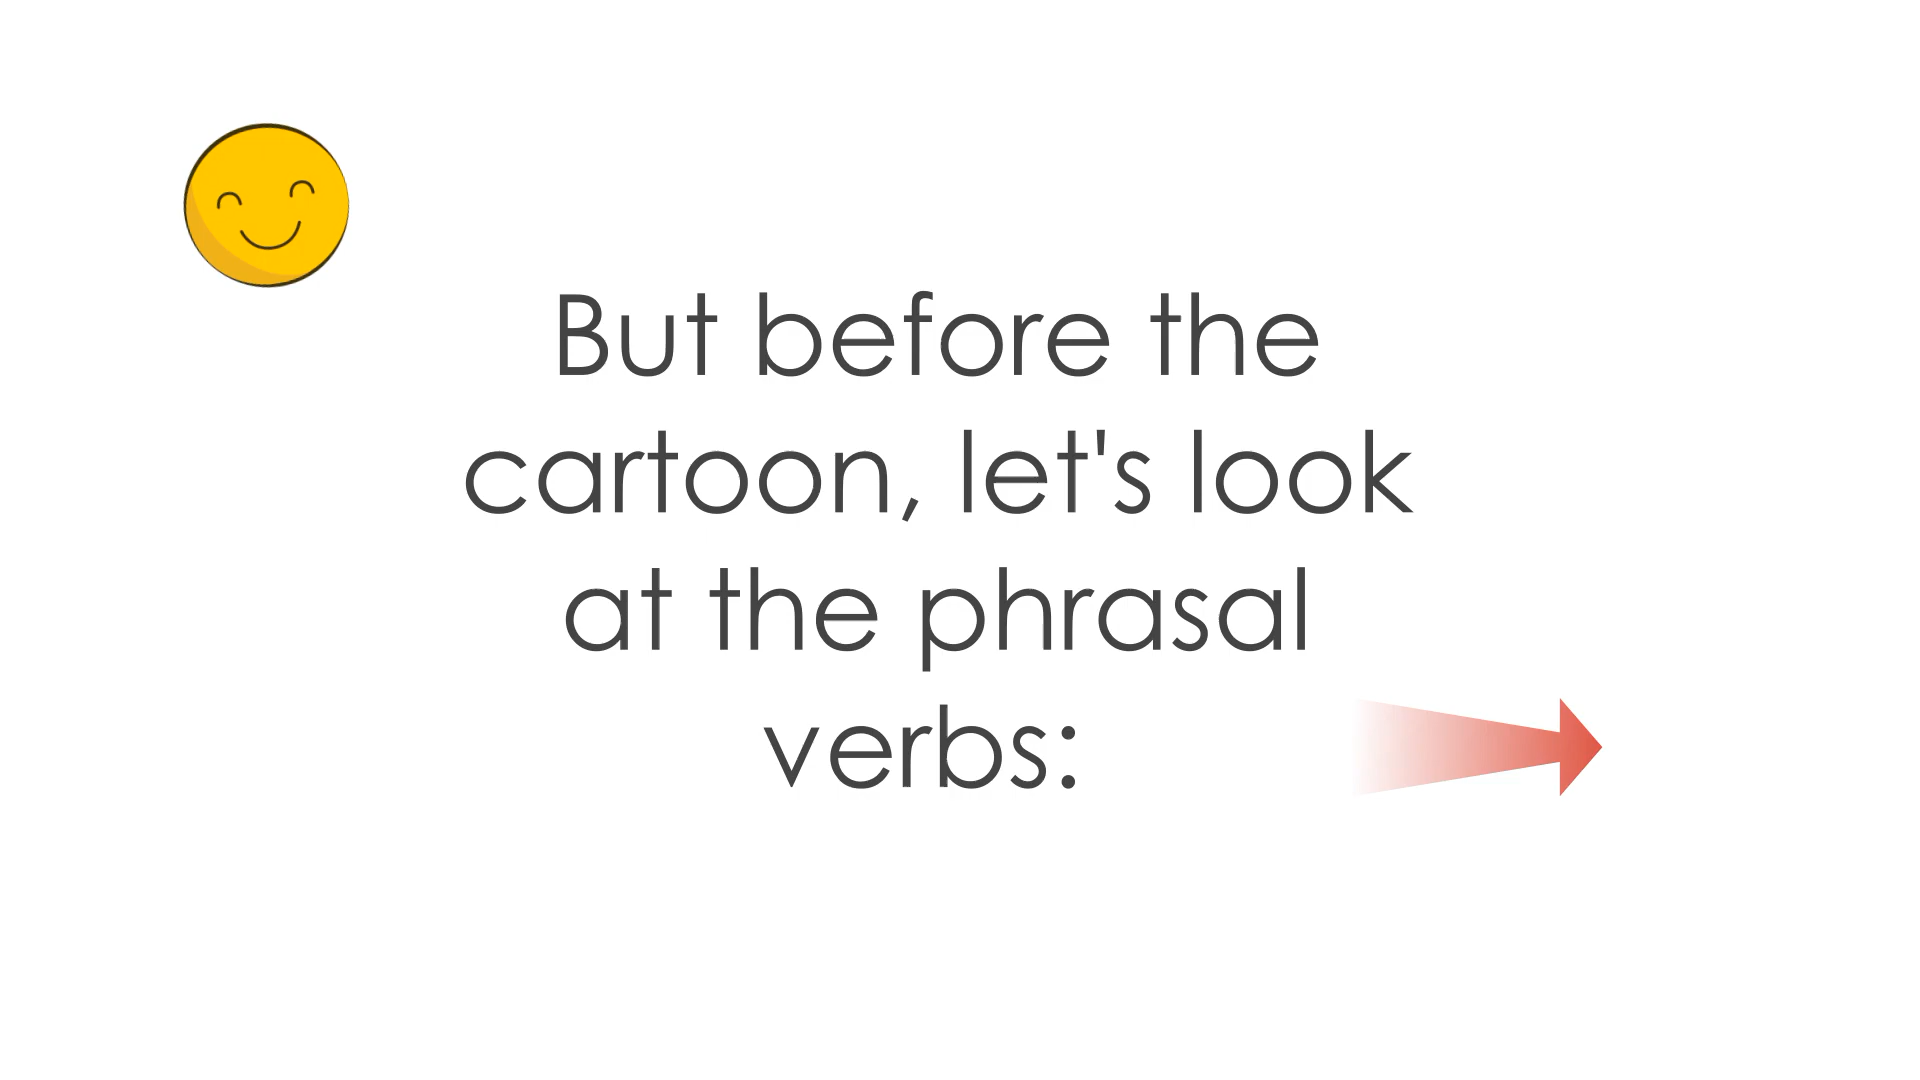 But before the
cartoon, let's look
at the phrasal
verbs: